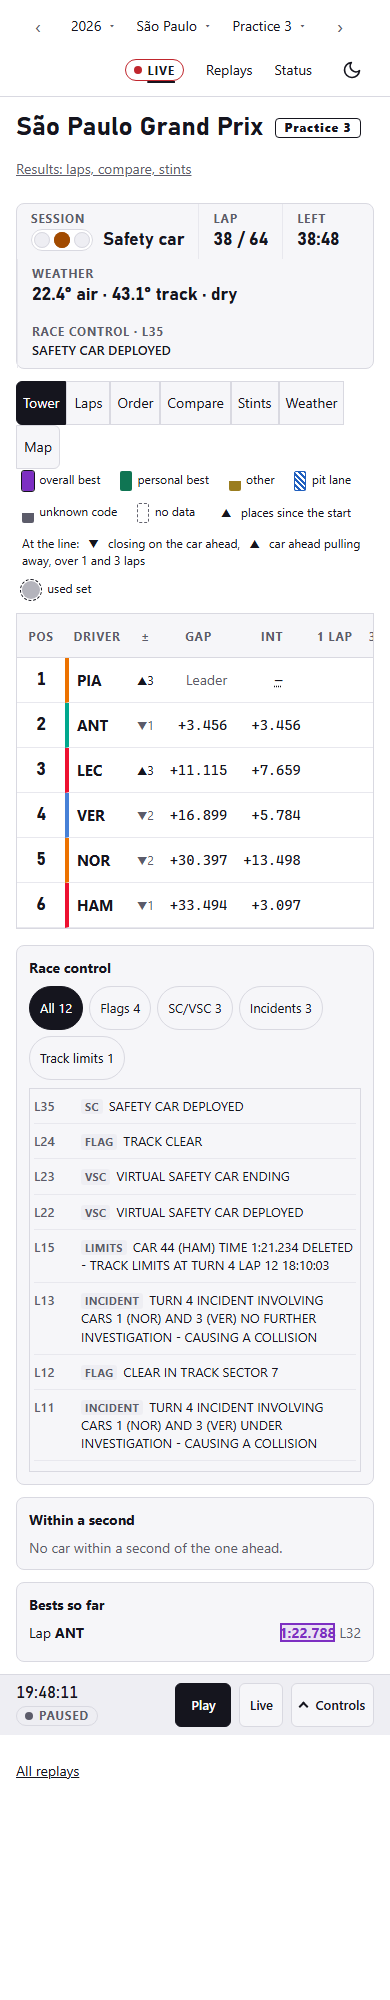 ‹ 2026 São Paulo Practice 3 ›
LIVE Replays Status
São Paulo Grand Prix Practice 3
Results: laps, compare, stints
SESSION LAP LEFT
Safety car 38 / 64 38:48
WEATHER
22.4° air · 43.1° track · dry
RACE CONTROL · L35
SAFETY CAR DEPLOYED
Tower Laps Order Compare Stints Weather
Map
overall best personal best other pit lane
unknown code no data ▲ places since the start
At the line: ▼ closing on the car ahead, ▲ car ahead pulling
away, over 1 and 3 laps
used set
POS DRIVER ± GAP INT 1 LAP 3
1 PIA ▲3 Leader —
2 ANT ▼1 +3.456 +3.456
3 LEC ▲3 +11.115 +7.659
4 VER ▼2 +16.899 +5.784
5 NOR ▼2 +30.397 +13.498
6 HAM ▼1 +33.494 +3.097
Race control
All 12 Flags 4 SC/VSC 3 Incidents 3
Track limits 1
L35 SC SAFETY CAR DEPLOYED
L24 FLAG TRACK CLEAR
L23 VSC VIRTUAL SAFETY CAR ENDING
L22 VSC VIRTUAL SAFETY CAR DEPLOYED
L15 LIMITS CAR 44 (HAM) TIME 1:21.234 DELETED
- TRACK LIMITS AT TURN 4 LAP 12 18:10:03
L13 INCIDENT TURN 4 INCIDENT INVOLVING
CARS 1 (NOR) AND 3 (VER) NO FURTHER
INVESTIGATION - CAUSING A COLLISION
L12 FLAG CLEAR IN TRACK SECTOR 7
L11 INCIDENT TURN 4 INCIDENT INVOLVING
CARS 1 (NOR) AND 3 (VER) UNDER
INVESTIGATION - CAUSING A COLLISION
Within a second
No car within a second of the one ahead.
Bests so far
Lap ANT 1:22.788 L32
19:48:11
PAUSED
Play Live Controls
All replays